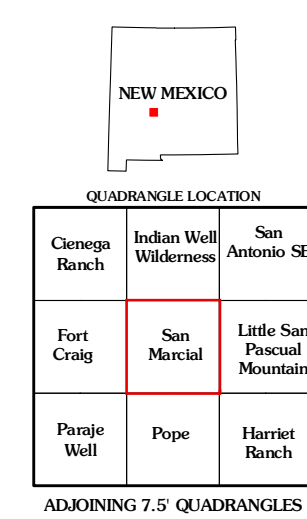 NEW MEXICO
QUADRANGLE LOCATION
Cienega
Ranch
Indian Well
Wilderness
San
Antonio SE
Fort
Craig
San
Marcial
Little San
Pascual
Mountain
Paraje
Well
Pope
Harriet
Ranch
ADJOINING 7.5' QUADRANGLES